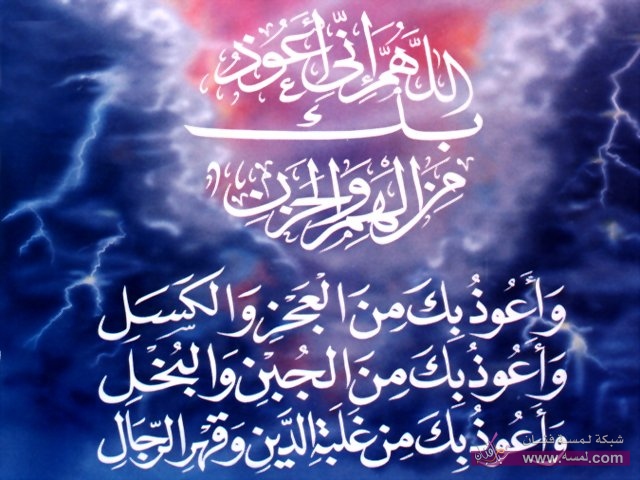 اللَّهُمَّ إِنِّي أَعُوذُ
بِكَ
مِنَ الْهَمِّ وَالْحَزَنِ
وَأَعُوذُ بِكَ مِنَ الْعَجْزِ وَالْكَسَلِ
وَأَعُوذُ بِكَ مِنَ الْجُبْنِ وَالْبُخْلِ
وَأَعُوذُ بِكَ مِنْ غَلَبَةِ الدَّيْنِ وَقَهْرِ الرِّجَالِ
شبكة لمسة فنان
www.لمسة.com